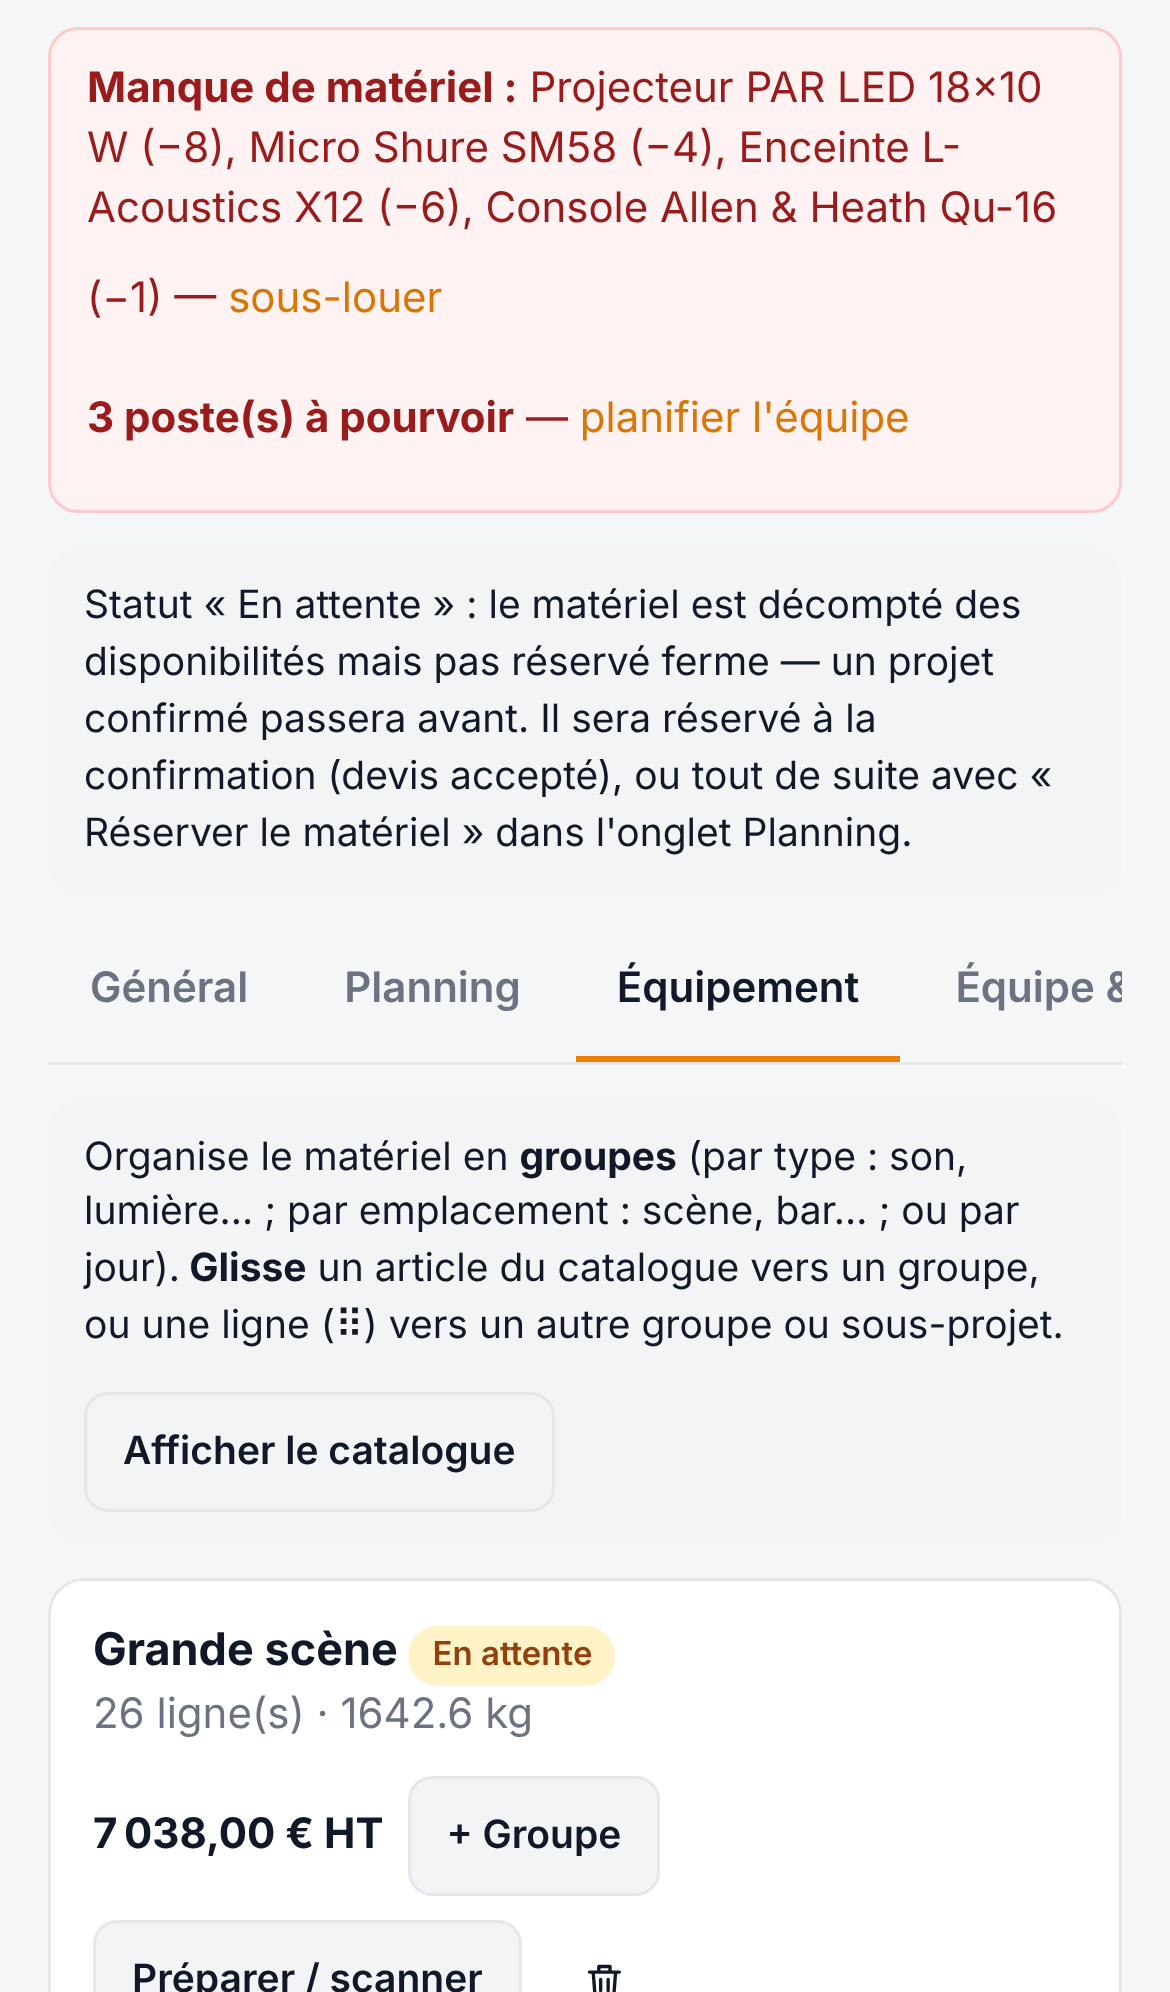 Manque de matériel : Projecteur PAR LED 18×10
W (−8), Micro Shure SM58 (−4), Enceinte L-
Acoustics X12 (−6), Console Allen & Heath Qu-16
(−1) — sous-louer
3 poste(s) à pourvoir — planifier l'équipe
Statut « En attente » : le matériel est décompté des
disponibilités mais pas réservé ferme — un projet
confirmé passera avant. Il sera réservé à la
confirmation (devis accepté), ou tout de suite avec «
Réserver le matériel » dans l'onglet Planning.
Général Planning Équipement Équipe &
Organise le matériel en groupes (par type : son,
lumière… ; par emplacement : scène, bar… ; ou par
jour). Glisse un article du catalogue vers un groupe,
ou une ligne (⠿) vers un autre groupe ou sous-projet.
Afficher le catalogue
Grande scène En attente
26 ligne(s) · 1642.6 kg
7 038,00 € HT + Groupe
Préparer / scanner